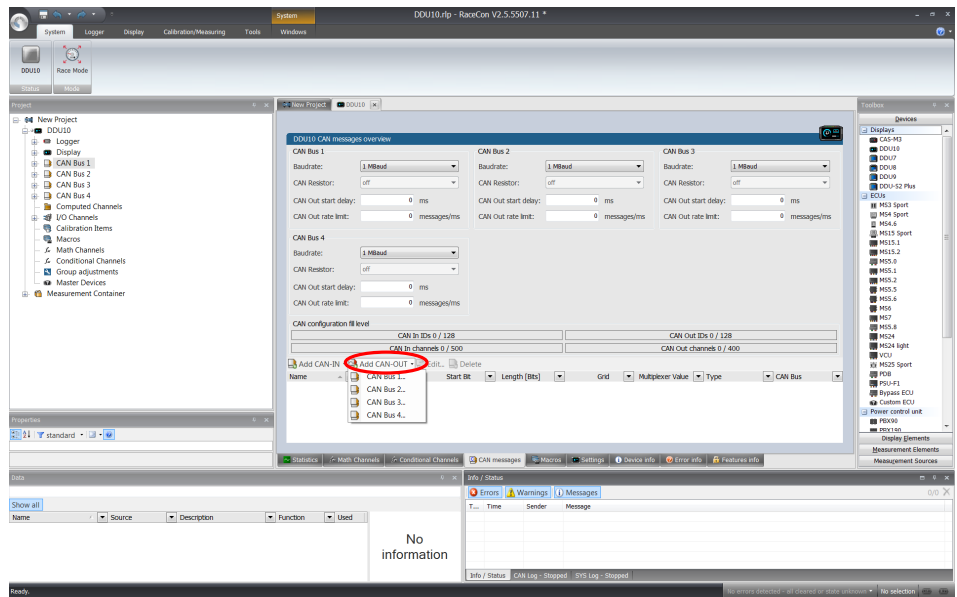 DDU10.rlp - RaceCon V2.5.5507.11 *
System
System Logger Display Calibration/Measuring Tools Windows
DDU10 Race Mode
Status Mode
Project
New Project
DDU10
Logger
Display
CAN Bus 1
CAN Bus 2
CAN Bus 3
CAN Bus 4
Computed Channels
I/O Channels
Calibration Items
Macros
Math Channels
Conditional Channels
Group adjustments
Master Devices
Measurement Container
Properties
standard
New Project DDU10
DDU10 CAN messages overview
CAN Bus 1 CAN Bus 2 CAN Bus 3
Baudrate: 1 MBaud Baudrate: 1 MBaud Baudrate: 1 MBaud
CAN Resistor: off CAN Resistor: off CAN Resistor: off
CAN Out start delay: 0 ms CAN Out start delay: 0 ms CAN Out start delay: 0 ms
CAN Out rate limit: 0 messages/ms CAN Out rate limit: 0 messages/ms CAN Out rate limit: 0 messages/ms
CAN Bus 4
Baudrate: 1 MBaud
CAN Resistor: off
CAN Out start delay: 0 ms
CAN Out rate limit: 0 messages/ms
CAN configuration fill level
CAN In IDs 0 / 128 CAN Out IDs 0 / 128
CAN In channels 0 / 500 CAN Out channels 0 / 400
Add CAN-IN Add CAN-OUT Edit... Delete
Name Start Bit Length [Bits] Grid Multiplexer Value Type CAN Bus
CAN Bus 1...
CAN Bus 2...
CAN Bus 3...
CAN Bus 4...
Statistics Math Channels Conditional Channels CAN messages Macros Settings Device info Error info Features info
Toolbox
Devices
Displays
CAS-M3
DDU10
DDU7
DDU8
DDU9
DDU-S2 Plus
ECUs
MS3 Sport
MS4 Sport
MS4.6
MS15 Sport
MS15.1
MS15.2
MS5.0
MS5.1
MS5.2
MS5.5
MS5.6
MS6
MS7
MS5.8
MS24
MS24 light
VCU
MS25 Sport
PDB
PSU-F1
Bypass ECU
Custom ECU
Power control unit
PBX90
PBX190
Display Elements
Measurement Elements
Measurement Sources
Data
Show all
Name Source Description Function Used
No
information
Info / Status
Errors Warnings Messages 0/0
T... Time Sender Message
Info / Status CAN Log - Stopped SYS Log - Stopped
Ready. No errors detected - all cleared or state unknown No selection